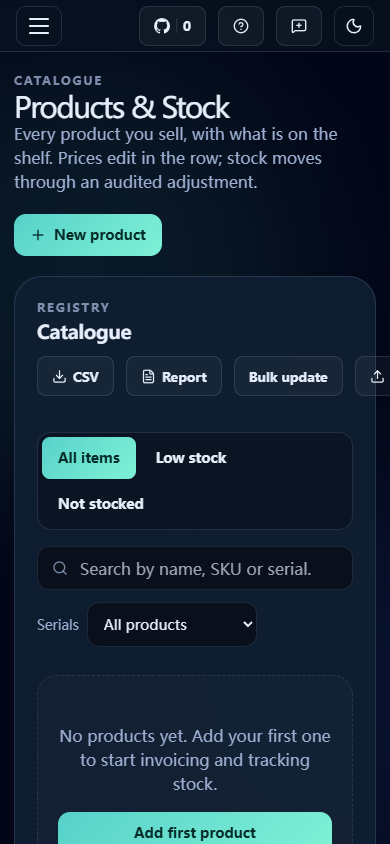 0
CATALOGUE
Products & Stock
Every product you sell, with what is on the
shelf. Prices edit in the row; stock moves
through an audited adjustment.
New product
REGISTRY
Catalogue
CSV
Report
Bulk update
All items
Low stock
Not stocked
Search by name, SKU or serial.
Serials
All products
No products yet. Add your first one
to start invoicing and tracking
stock.
Add first product